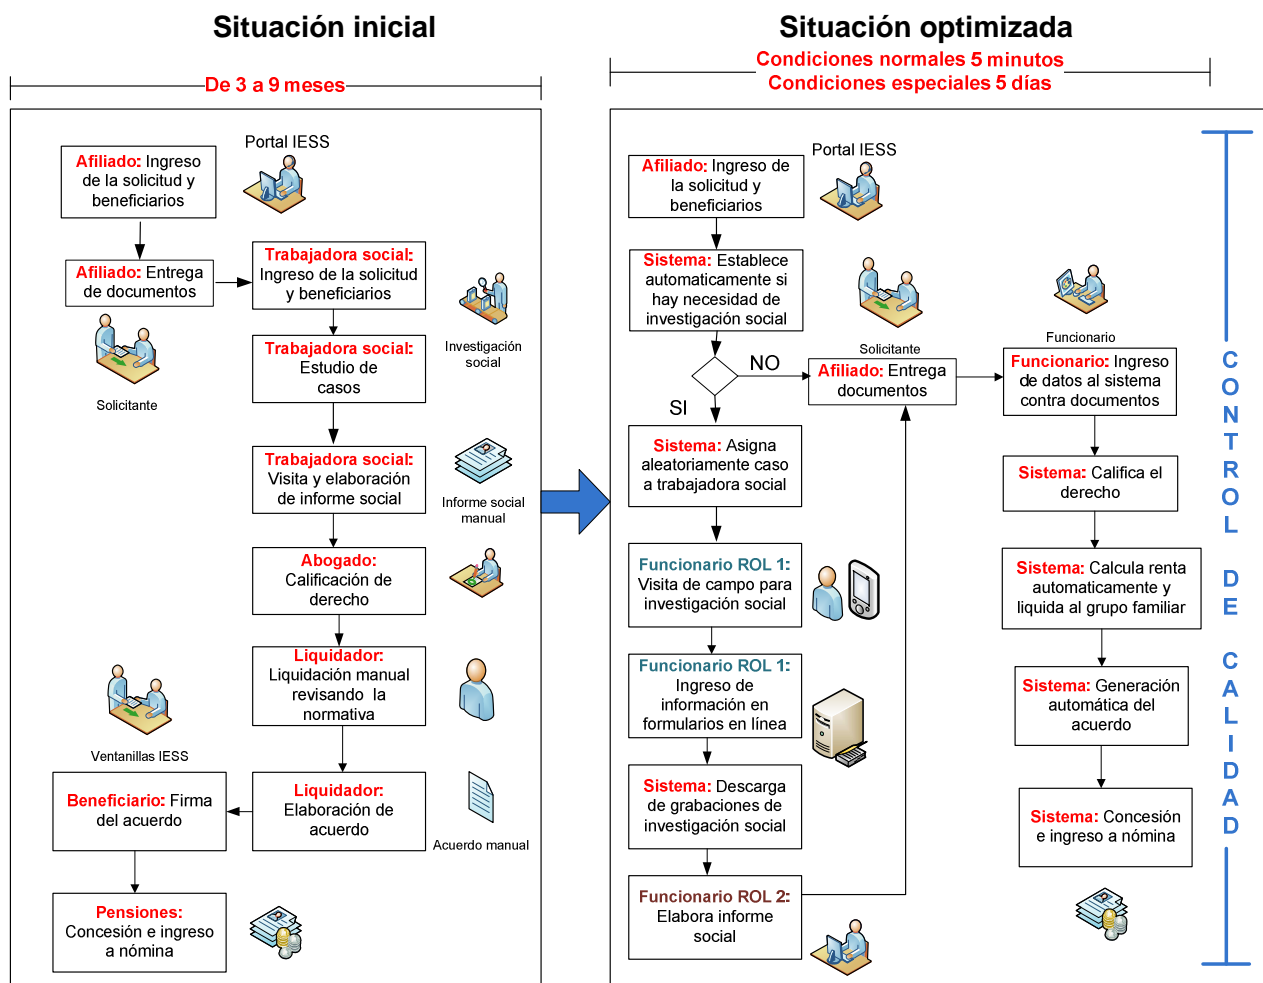 Situación inicial
De 3 a 9 meses
Portal IESS
Afiliado: Ingreso
de la solicitud y
beneficiarios
Afiliado: Entrega
de documentos
Solicitante
Trabajadora social:
Ingreso de la solicitud
y beneficiarios
Investigación
social
Trabajadora social:
Estudio de
casos
Trabajadora social:
Visita y elaboración
de informe social
Informe social
manual
Abogado:
Calificación de
derecho
Liquidador:
Liquidación manual
revisando la
normativa
Ventanillas IESS
Liquidador:
Elaboración de
acuerdo
Acuerdo manual
Beneficiario: Firma
del acuerdo
Pensiones:
Concesión e ingreso
a nómina
Situación optimizada
Condiciones normales 5 minutos
Condiciones especiales 5 días
Portal IESS
Afiliado: Ingreso de
la solicitud y
beneficiarios
Sistema: Establece
automaticamente si
hay necesidad de
investigación social
NO
SI
Solicitante
Afiliado: Entrega
documentos
Sistema: Asigna
aleatoriamente caso
a trabajadora social
Funcionario ROL 1:
Visita de campo para
investigación social
Funcionario ROL 1:
Ingreso de
información en
formularios en línea
Sistema: Descarga
de grabaciones de
investigación social
Funcionario ROL 2:
Elabora informe
social
Funcionario
Funcionario: Ingreso
de datos al sistema
contra documentos
Sistema: Califica el
derecho
Sistema: Calcula renta
automaticamente y
liquida al grupo familiar
Sistema: Generación
automática del
acuerdo
Sistema: Concesión
e ingreso a nómina
CONTROL DE CALIDAD